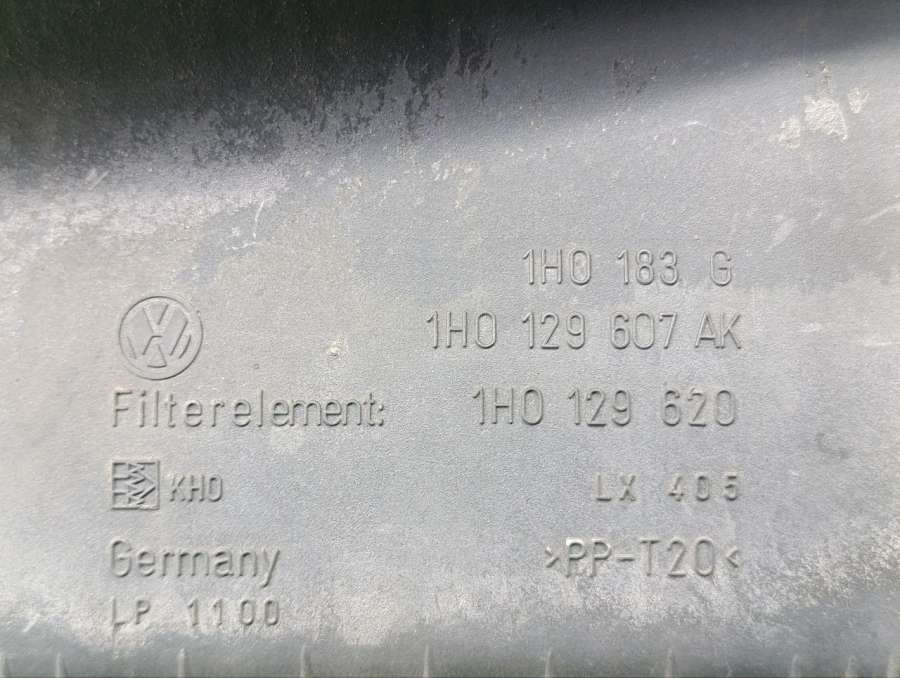 1H0 183 G
1H0 129 607 AK
Filterelement: 1H0 129 620
KHO LX 405
Germany >PP-T20<
LP 1100